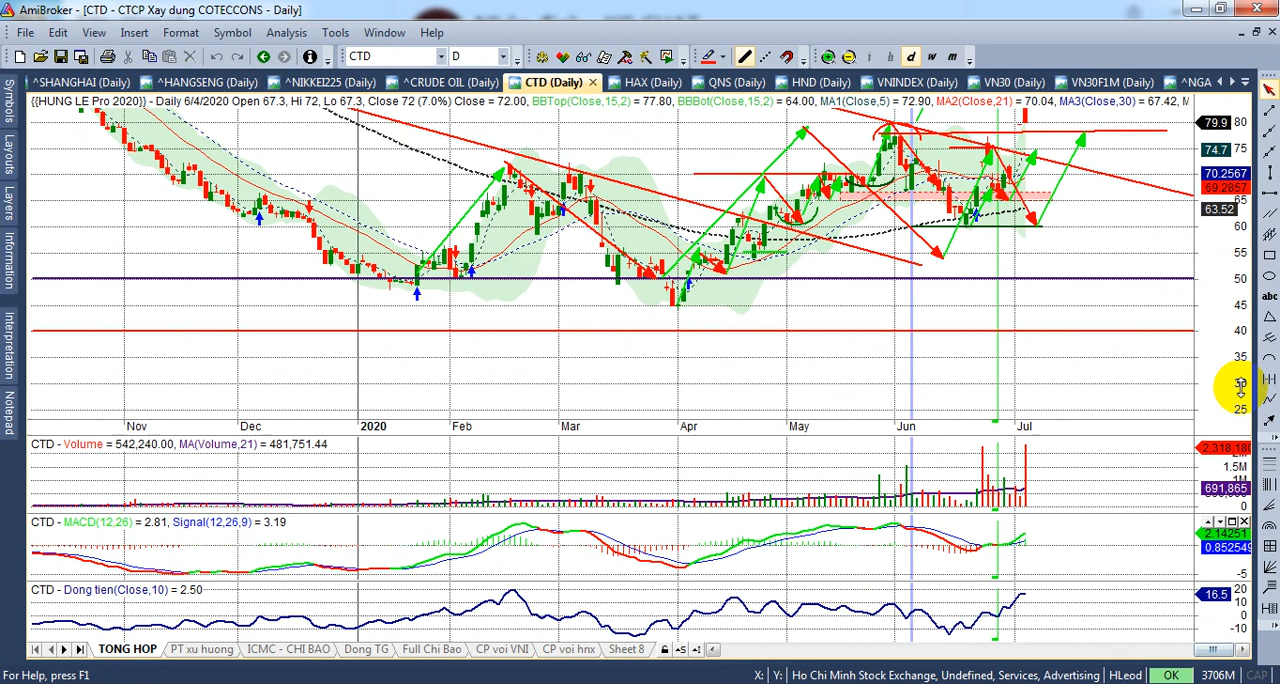 AmiBroker - [CTD - CTCP Xay dung COTECCONS - Daily]
File Edit View Insert Format Symbol Analysis Tools Window Help
CTD D i h d w m
^SHANGHAI (Daily) ^HANGSENG (Daily) ^NIKKEI225 (Daily) ^CRUDE OIL (Daily) CTD (Daily) HAX (Daily) QNS (Daily) HND (Daily) VNINDEX (Daily) VN30 (Daily) VN30F1M (Daily) ^NGA
Symbols
Layouts
Layers
Information
Interpretation
Notepad
{{HUNG LE Pro 2020}} - Daily 6/4/2020 Open 67.3, Hi 72, Lo 67.3, Close 72 (7.0%) Close = 72.00, BBTop(Close,15,2) = 77.80, BBBot(Close,15,2) = 64.00, MA1(Close,5) = 72.90, MA2(Close,21) = 70.04, MA3(Close,30) = 67.42, M
79.9 80
74.7 75
70.2567
69.2857
65
63.52
60
55
50
45
40
35
30
25
abc
Nov Dec 2020 Feb Mar Apr May Jun Jul
CTD - Volume = 542,240.00, MA(Volume,21) = 481,751.44
2,318,180
1.5M
1M
691,865
0
CTD - MACD(12,26) = 2.81, Signal(12,26,9) = 3.19
2.14251
0.852549
-5
CTD - Dong tien(Close,10) = 2.50
20
16.5
10
0
-10
TONG HOP PT xu huong ICMC - CHI BAO Dong TG Full Chi Bao CP voi VNI CP voi hnx Sheet 8
For Help, press F1 X: Y: Ho Chi Minh Stock Exchange, Undefined, Services, Advertising HLeod OK 3706M CAP